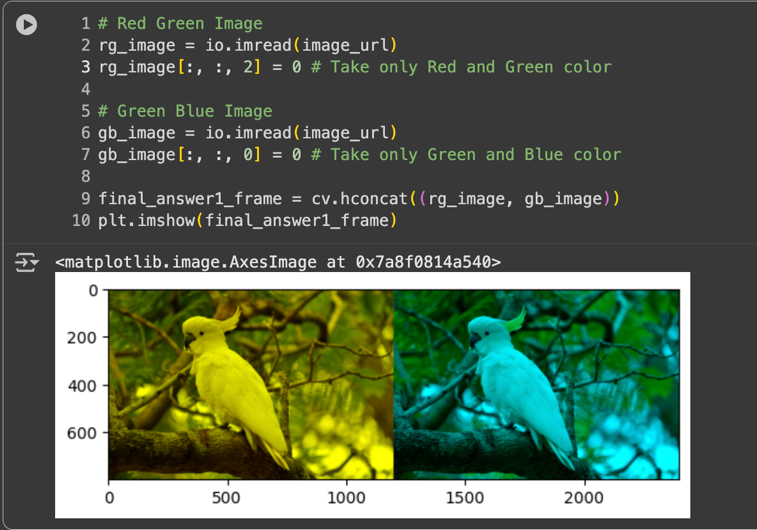 1 # Red Green Image
2 rg_image = io.imread(image_url)
3 rg_image[:, :, 2] = 0 # Take only Red and Green color
4
5 # Green Blue Image
6 gb_image = io.imread(image_url)
7 gb_image[:, :, 0] = 0 # Take only Green and Blue color
8
9 final_answer1_frame = cv.hconcat((rg_image, gb_image))
10 plt.imshow(final_answer1_frame)
<matplotlib.image.AxesImage at 0x7a8f0814a540>
0
200
400
600
0 500 1000 1500 2000